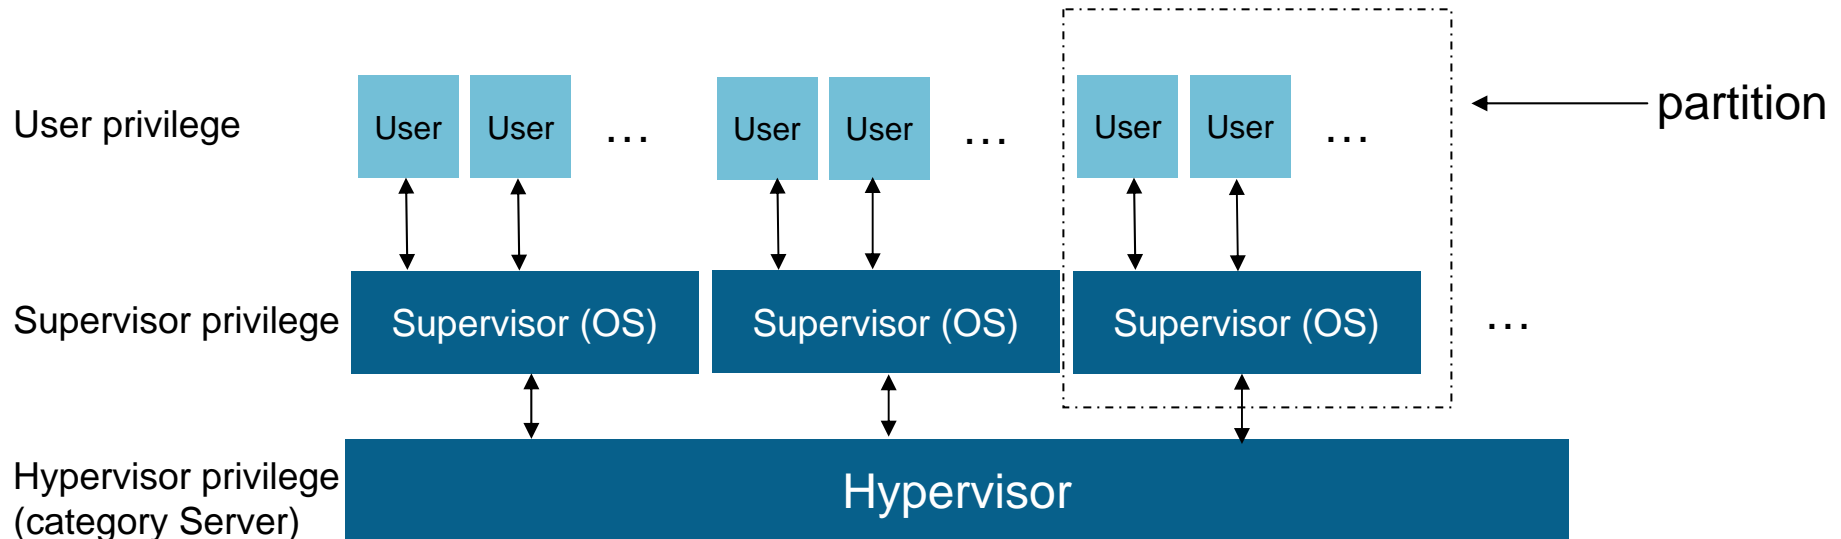 User privilege
User User ... User User ... User User ...
partition
Supervisor privilege
Supervisor (OS) Supervisor (OS) Supervisor (OS) ...
Hypervisor privilege
(category Server)
Hypervisor